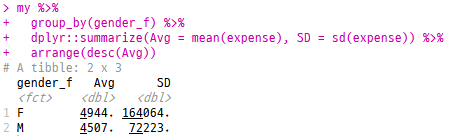 > my %>%
+   group_by(gender_f) %>%
+   dplyr::summarize(Avg = mean(expense), SD = sd(expense)) %>%
+   arrange(desc(Avg))
# A tibble: 2 x 3
  gender_f   Avg      SD
  <fct>    <dbl>   <dbl>
1 F        4944. 164064.
2 M        4507.  72223.